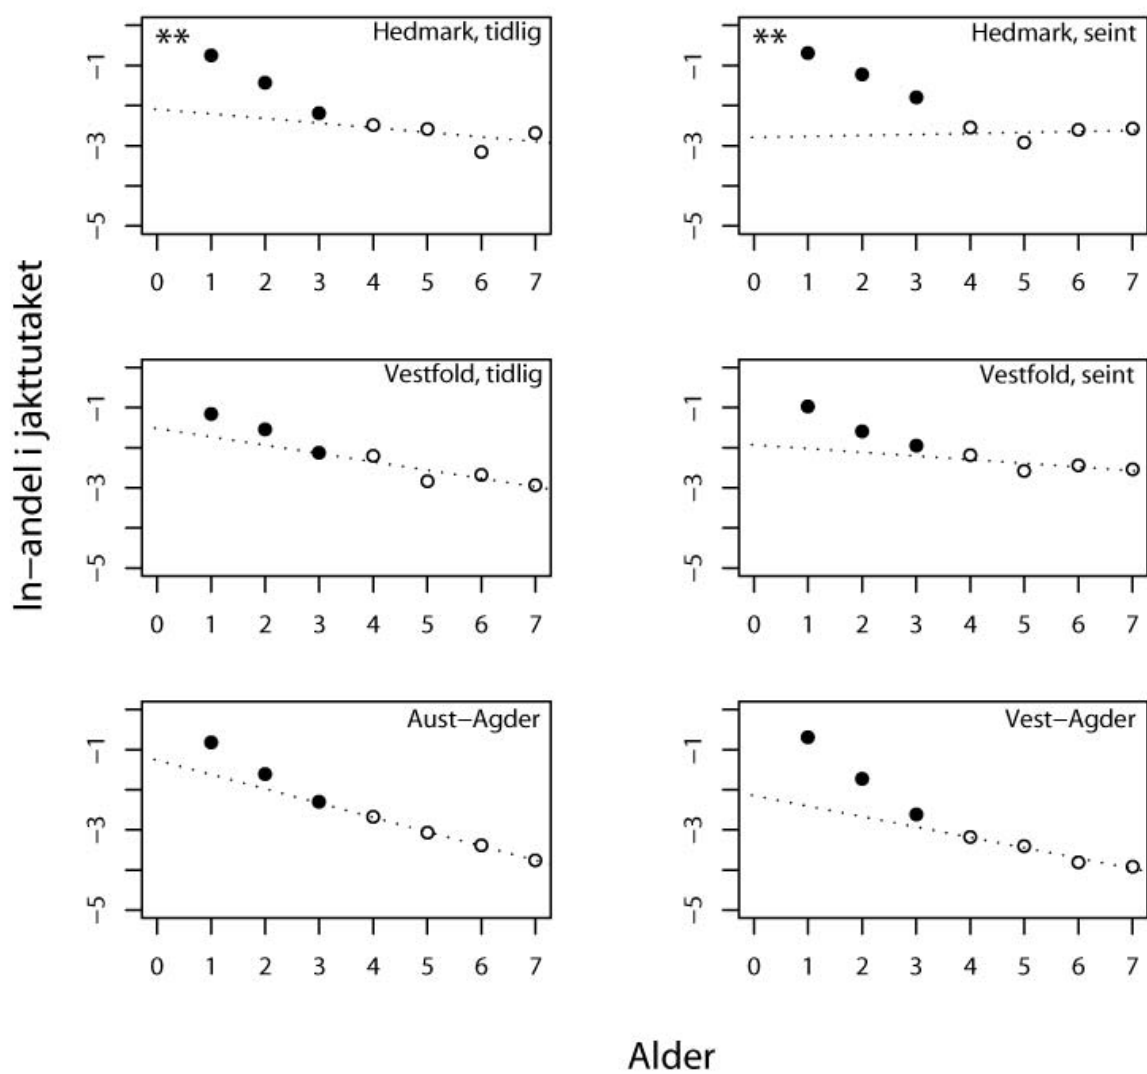 ** Hedmark, tidlig
-1
-3
-5
0 1 2 3 4 5 6 7
** Hedmark, seint
-1
-3
-5
0 1 2 3 4 5 6 7
Vestfold, tidlig
-1
-3
-5
0 1 2 3 4 5 6 7
Vestfold, seint
-1
-3
-5
0 1 2 3 4 5 6 7
Aust-Agder
-1
-3
-5
0 1 2 3 4 5 6 7
Vest-Agder
-1
-3
-5
0 1 2 3 4 5 6 7
ln-andel i jakttutaket
Alder